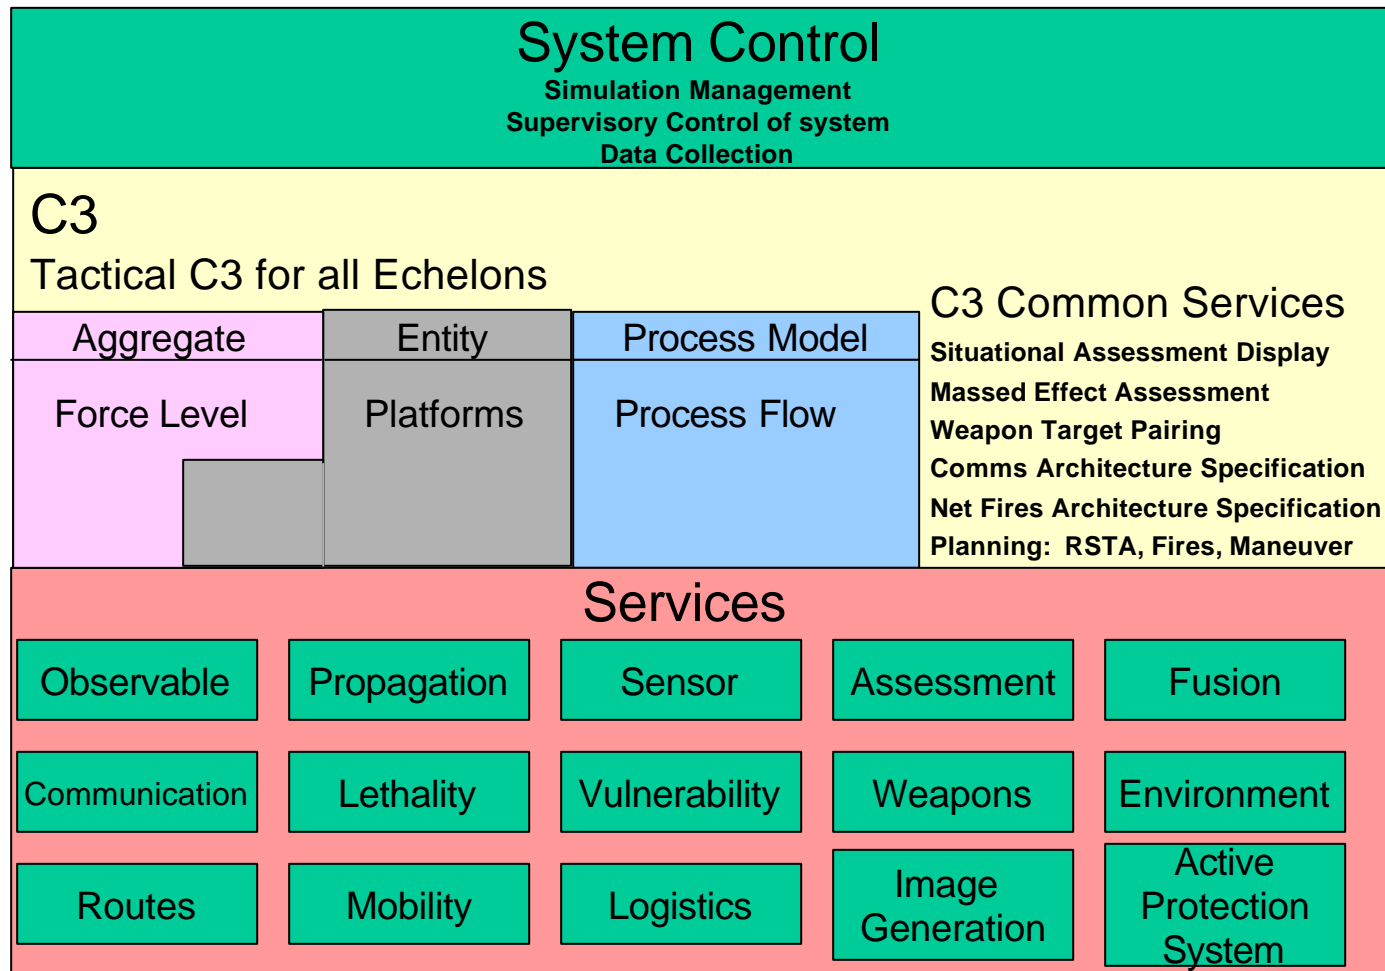 System Control
Simulation Management
Supervisory Control of system
Data Collection
C3
Tactical C3 for all Echelons
Aggregate
Entity
Process Model
Force Level
Platforms
Process Flow
C3 Common Services
Situational Assessment Display
Massed Effect Assessment
Weapon Target Pairing
Comms Architecture Specification
Net Fires Architecture Specification
Planning: RSTA, Fires, Maneuver
Services
Observable
Propagation
Sensor
Assessment
Fusion
Communication
Lethality
Vulnerability
Weapons
Environment
Routes
Mobility
Logistics
Image
Generation
Active
Protection
System